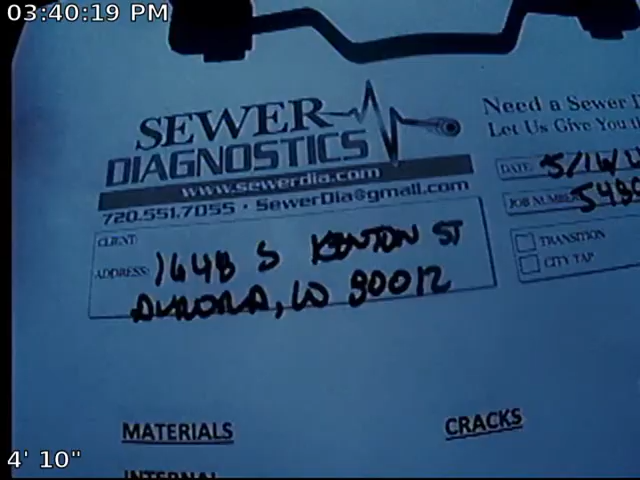 03:40:19 PM
SEWER
DIAGNOSTICS
www.sewerdia.com
720.551.7055 · SewerDia@gmail.com
Need a Sewer
Let Us Give You
DATE 5/16/
JOB NUMBER
TRANSITION
CITY TAP
CLIENT:
ADDRESS: 1648 S KENTON ST
AURORA, CO 80012
MATERIALS
CRACKS
INTERNAL
4' 10"